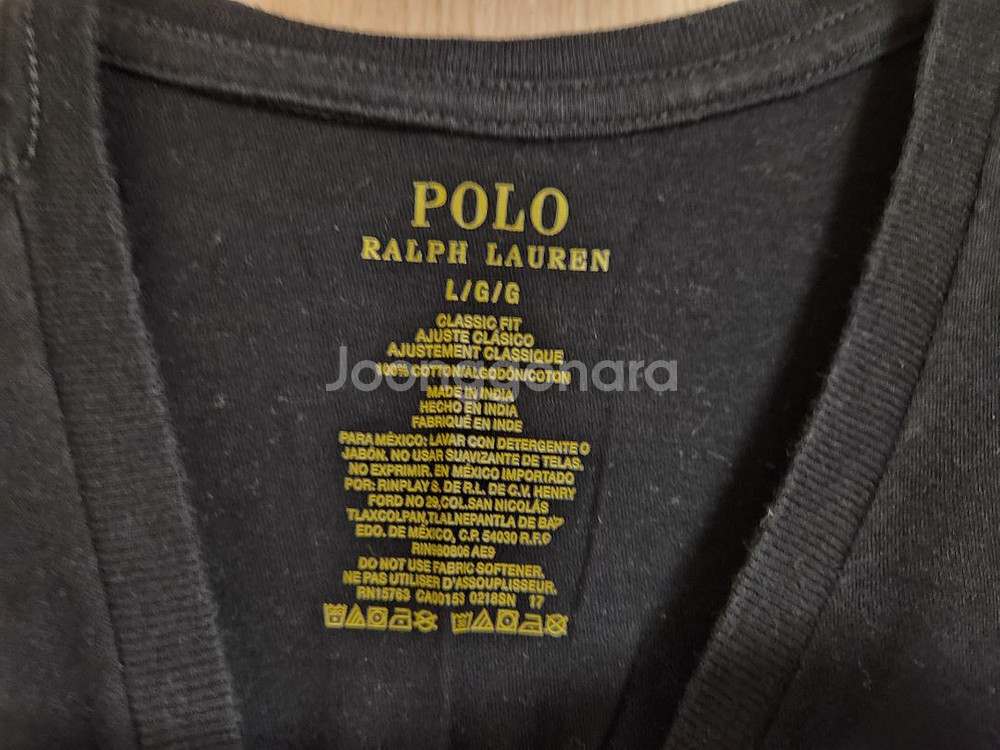 POLO
RALPH LAUREN
L/G/G
CLASSIC FIT
AJUSTE CLÁSICO
AJUSTEMENT CLASSIQUE
Joonggonara
100% COTTON/ALGODÓN/COTON
MADE IN INDIA
HECHO EN INDIA
FABRIQUÉ EN INDE
PARA MÉXICO: LAVAR CON DETERGENTE O
JABÓN. NO USAR SUAVIZANTE DE TELAS.
NO EXPRIMIR. EN MÉXICO IMPORTADO
POR: RINPLAY S. DE R.L. DE C.V. HENRY
FORD NO 29,COL.SAN NICOLÁS
TLAXCOLPAN,TLALNEPANTLA DE
EDO. DE MÉXICO, C.P. 54030 R.F.C
RIN980806 AE9
DO NOT USE FABRIC SOFTENER.
NE PAS UTILISER D'ASSOUPLISSEUR.
RN15763 CA00153 0218SN 17